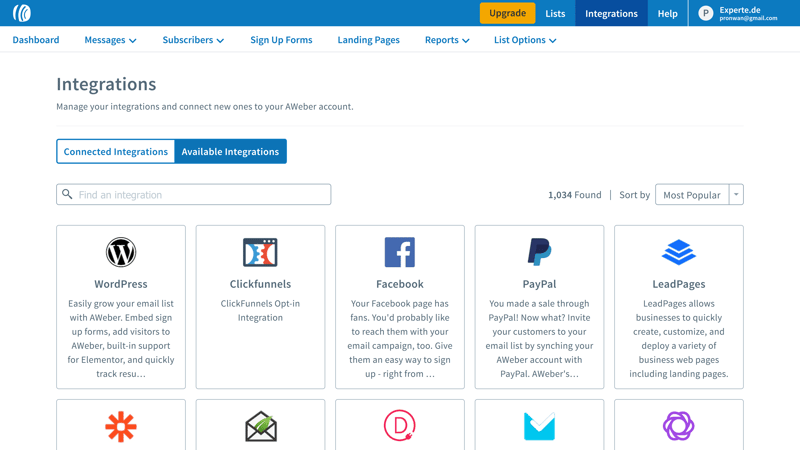 Upgrade
Lists
Integrations
Help
P
Experte.de
pronwan@gmail.com
Dashboard
Messages
Subscribers
Sign Up Forms
Landing Pages
Reports
List Options
Integrations
Manage your integrations and connect new ones to your AWeber account.
Connected Integrations
Available Integrations
Find an integration
1,034 Found | Sort by
Most Popular
WordPress
Easily grow your email list
with AWeber. Embed sign
up forms, add visitors to
AWeber, built-in support
for Elementor, and quickly
track resu…
Clickfunnels
ClickFunnels Opt-in
Integration
Facebook
Your Facebook page has
fans. You'd probably like
to reach them with your
email campaign, too. Give
them an easy way to sign
up - right from …
PayPal
You made a sale through
PayPal! Now what? Invite
your customers to your
email list by synching your
AWeber account with
PayPal. AWeber's…
LeadPages
LeadPages allows
businesses to quickly
create, customize, and
deploy a variety of
business web pages
including landing pages.
D